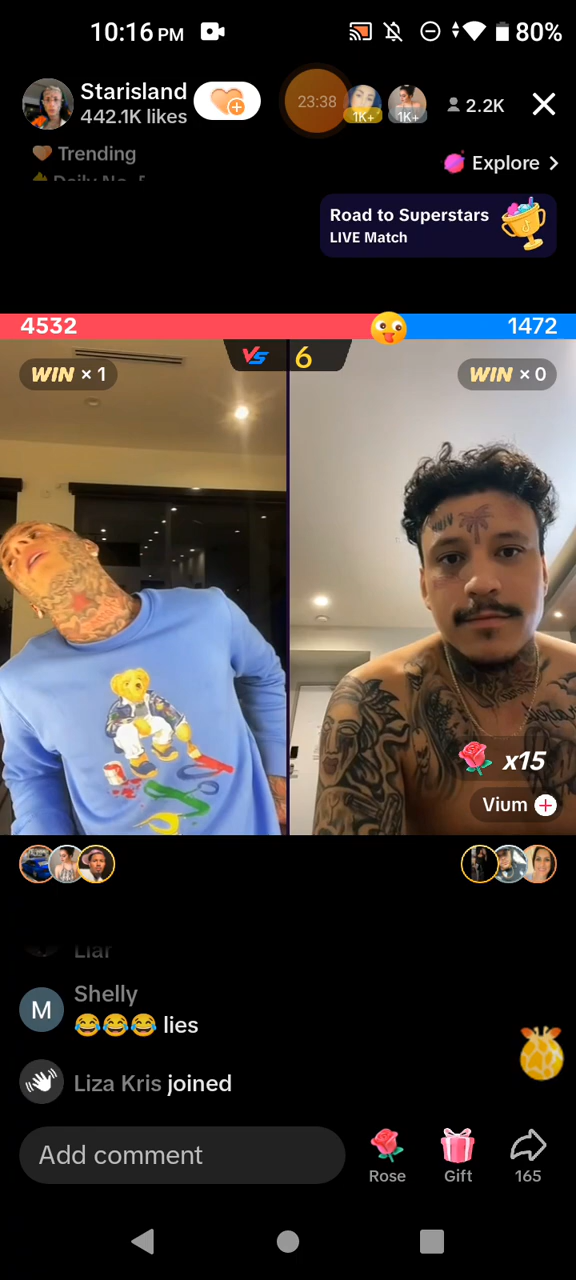 10:16 PM
80%
Starisland
442.1K likes
23:38
1K+
1K+
2.2K
Trending
Explore >
Road to Superstars
LIVE Match
4532
1472
VS 6
WIN × 1
WIN × 0
x15
Vium
Liar
Shelly
M
😂😂😂 lies
Liza Kris joined
Add comment
Rose
Gift
165